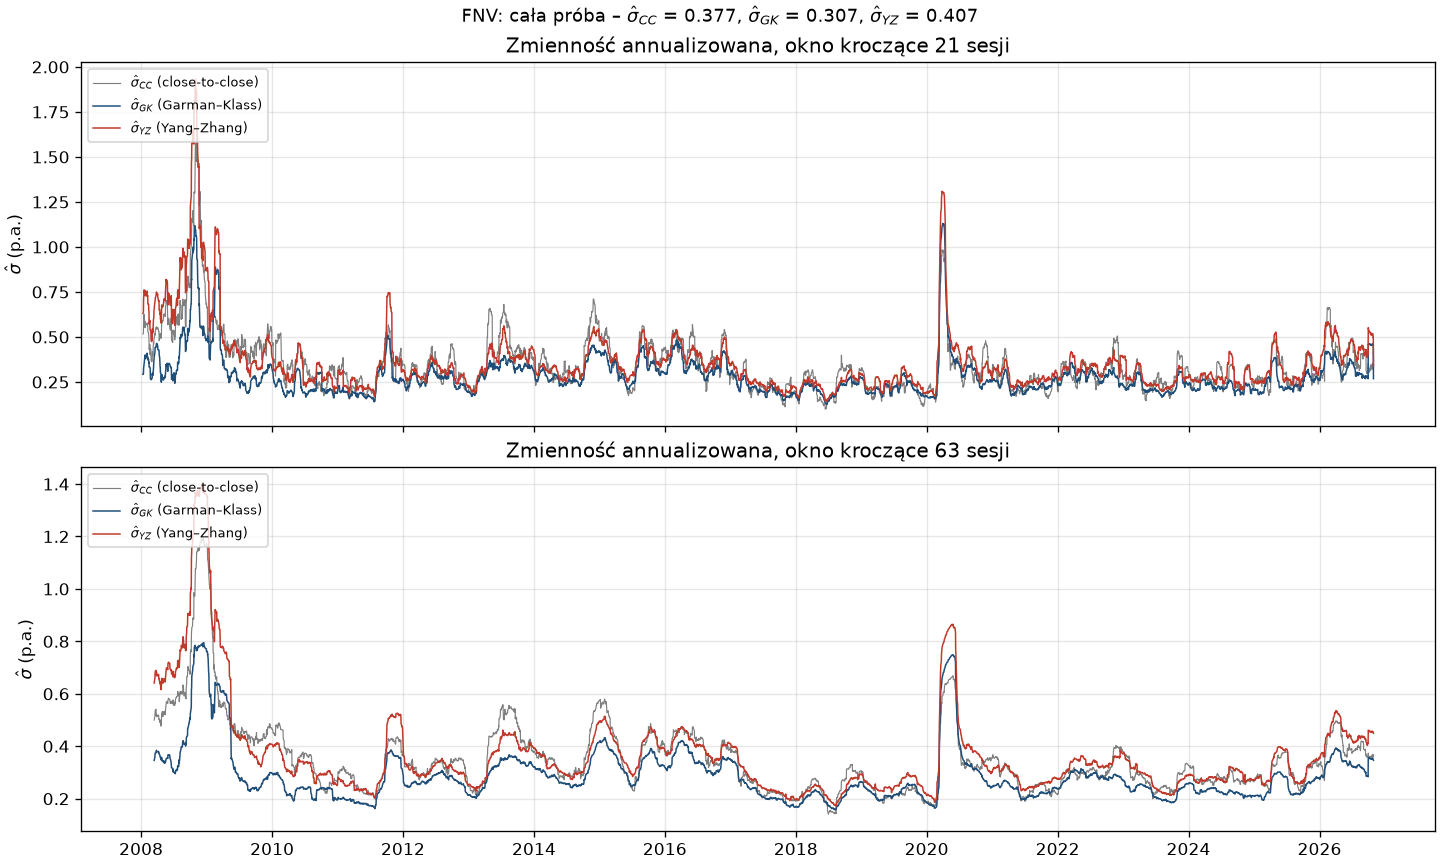 FNV: cała próba – σ̂CC = 0.377, σ̂GK = 0.307, σ̂YZ = 0.407
Zmienność annualizowana, okno kroczące 21 sesji
σ̂CC (close-to-close)
σ̂GK (Garman–Klass)
σ̂YZ (Yang–Zhang)
σ̂ (p.a.)
2.00
1.75
1.50
1.25
1.00
0.75
0.50
0.25
Zmienność annualizowana, okno kroczące 63 sesji
σ̂CC (close-to-close)
σ̂GK (Garman–Klass)
σ̂YZ (Yang–Zhang)
σ̂ (p.a.)
1.4
1.2
1.0
0.8
0.6
0.4
0.2
2008 2010 2012 2014 2016 2018 2020 2022 2024 2026